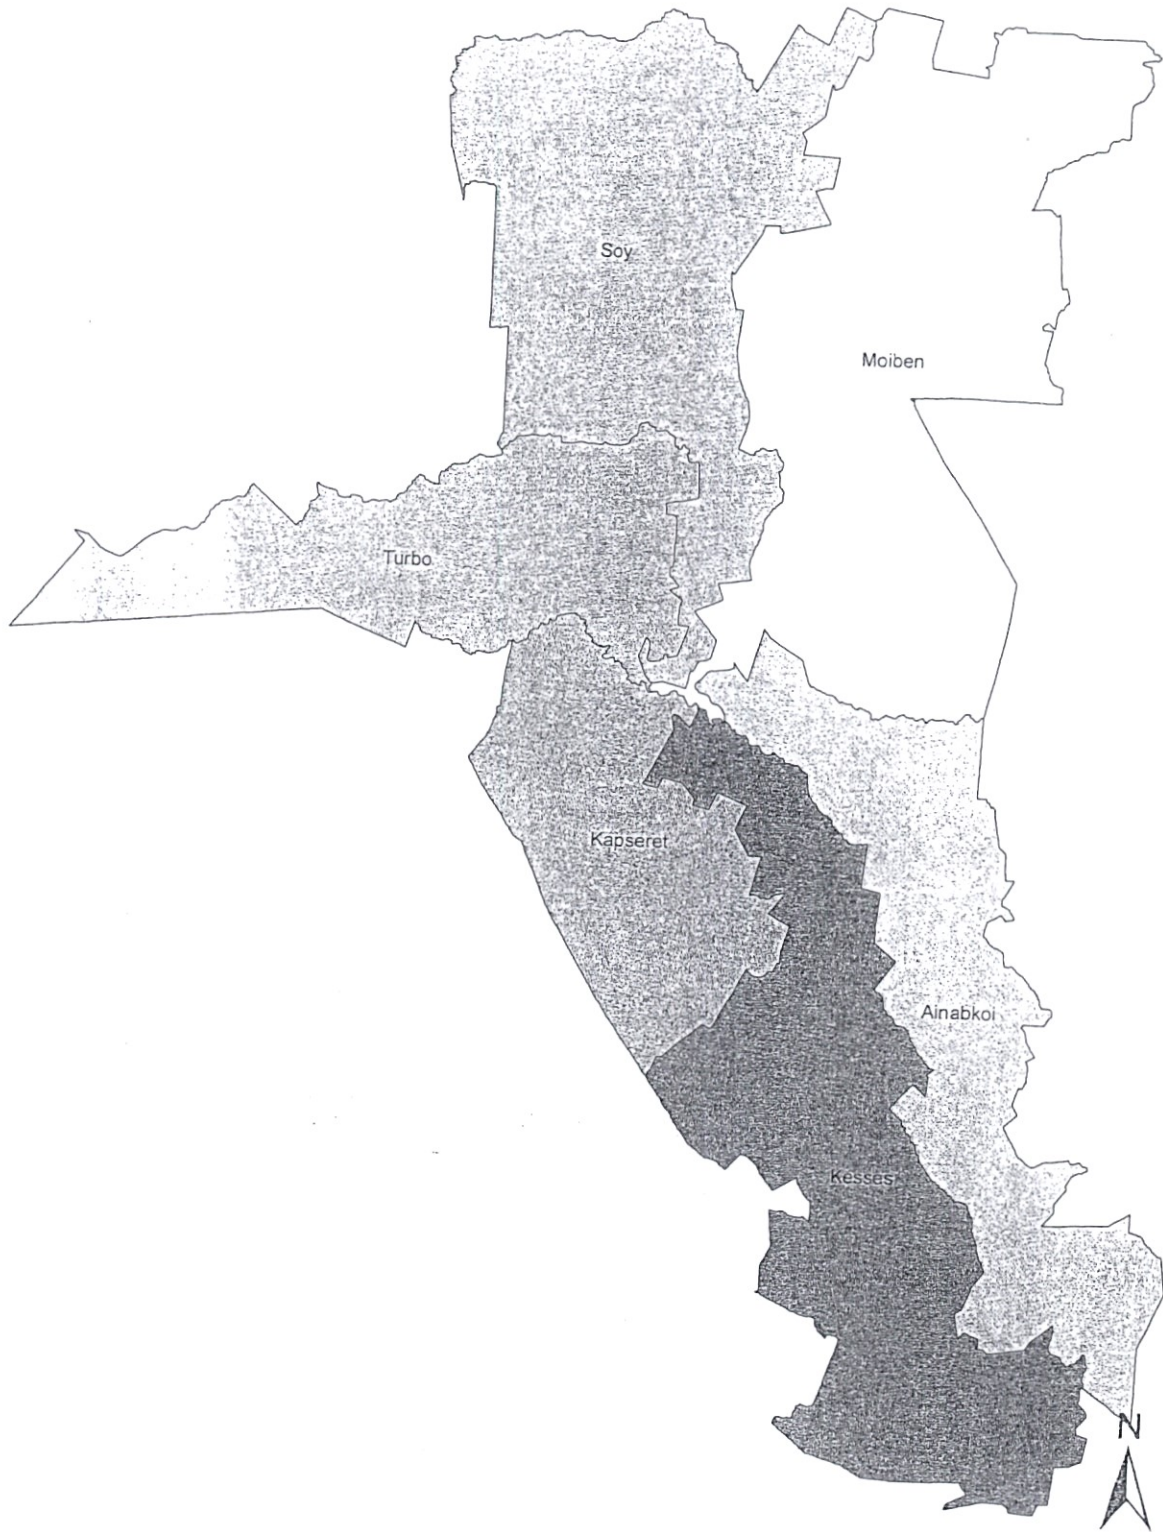 Soy
Moiben
Turbo
Kapseret
Ainabkoi
Kesses
N